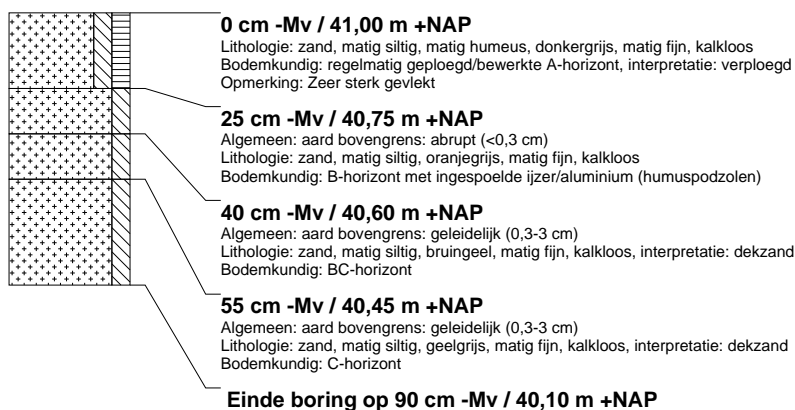 0 cm -Mv / 41,00 m +NAP
Lithologie: zand, matig siltig, matig humeus, donkergrijs, matig fijn, kalkloos
Bodemkundig: regelmatig geploegd/bewerkte A-horizont, interpretatie: verploegd
Opmerking: Zeer sterk gevlekt
25 cm -Mv / 40,75 m +NAP
Algemeen: aard bovengrens: abrupt (<0,3 cm)
Lithologie: zand, matig siltig, oranjegrijs, matig fijn, kalkloos
Bodemkundig: B-horizont met ingespoelde ijzer/aluminium (humuspodzolen)
40 cm -Mv / 40,60 m +NAP
Algemeen: aard bovengrens: geleidelijk (0,3-3 cm)
Lithologie: zand, matig siltig, bruingeel, matig fijn, kalkloos, interpretatie: dekzand
Bodemkundig: BC-horizont
55 cm -Mv / 40,45 m +NAP
Algemeen: aard bovengrens: geleidelijk (0,3-3 cm)
Lithologie: zand, matig siltig, geelgrijs, matig fijn, kalkloos, interpretatie: dekzand
Bodemkundig: C-horizont
Einde boring op 90 cm -Mv / 40,10 m +NAP